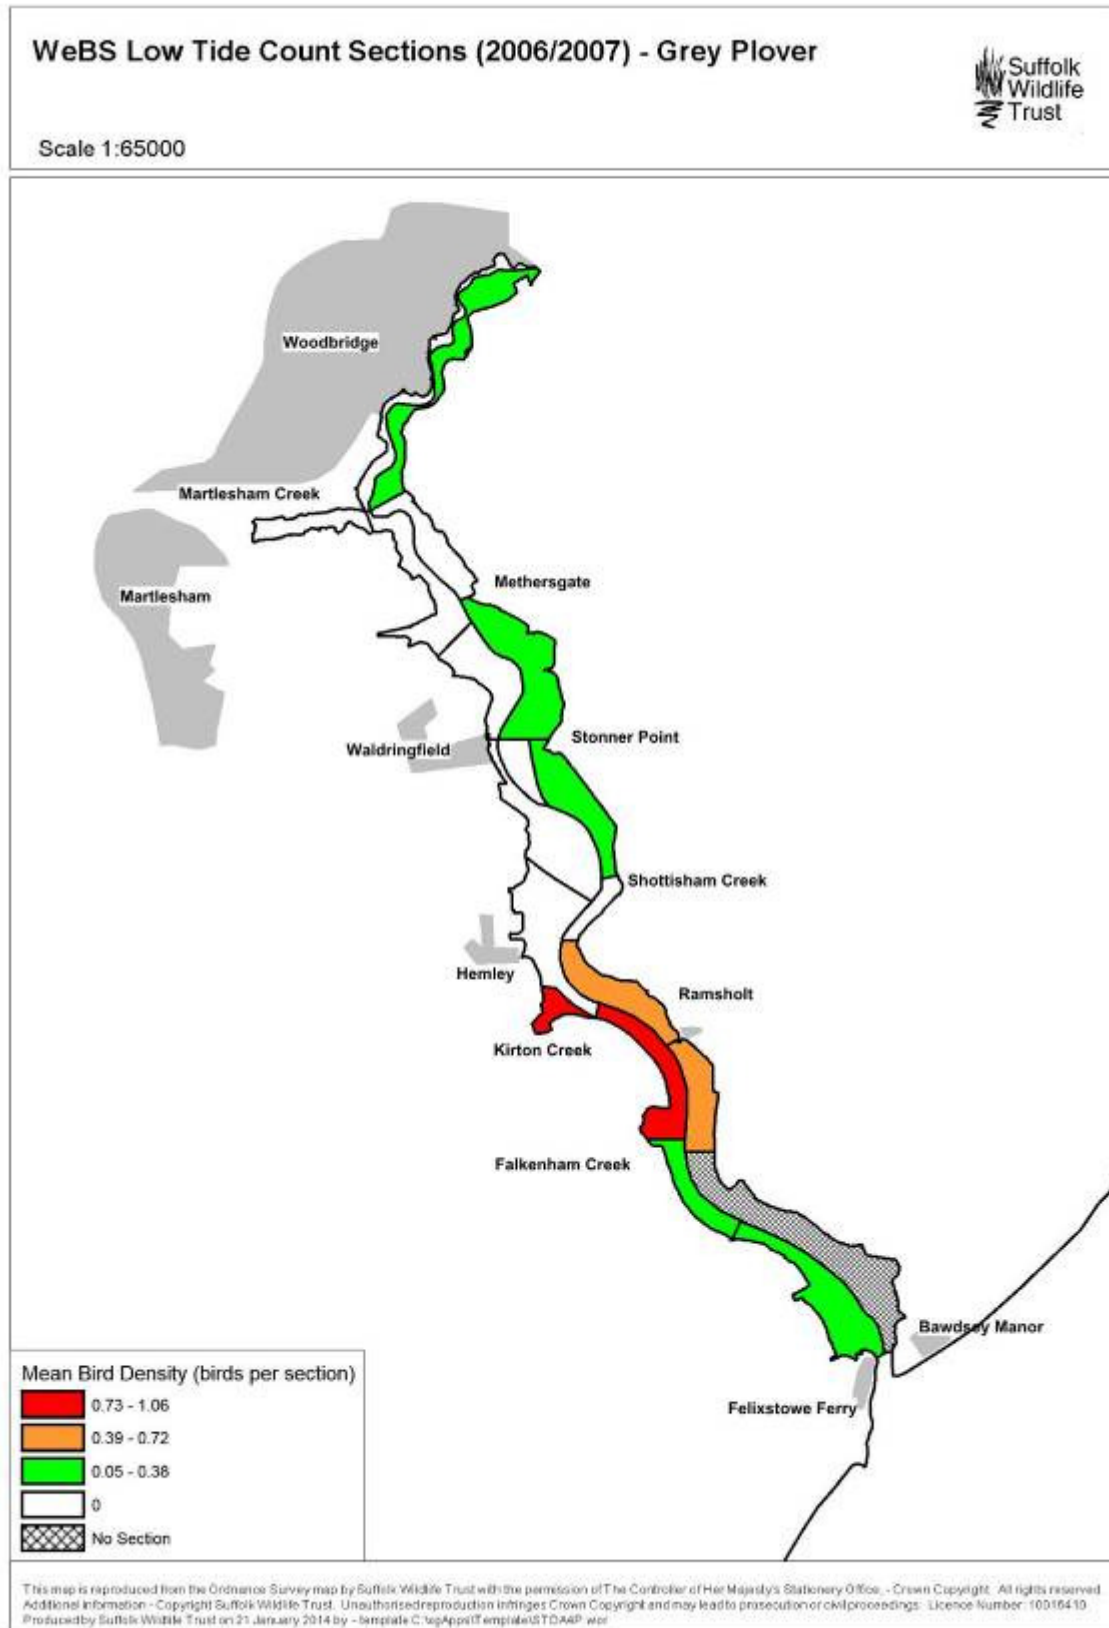 WeBS Low Tide Count Sections (2006/2007) - Grey Plover
Suffolk
Wildlife
Trust
Scale 1:65000
Woodbridge
Martlesham Creek
Methersgate
Martlesham
Stonner Point
Waldringfield
Shottisham Creek
Hemley
Ramsholt
Kirton Creek
Falkenham Creek
Bawdsey Manor
Felixstowe Ferry
Mean Bird Density (birds per section)
0.73 - 1.06
0.39 - 0.72
0.05 - 0.38
0
No Section
This map is reproduced from the Ordnance Survey map by Suffolk Wildlife Trust with the permission of The Controller of Her Majesty's Stationery Office, - Crown Copyright. All rights reserved
Additional Information - Copyright Suffolk Wildlife Trust. Unauthorised reproduction infringes Crown Copyright and may lead to prosecution or civil proceedings. Licence Number: 10016410
Produced by Suffolk Wildlife Trust on 21 January 2014 by - template